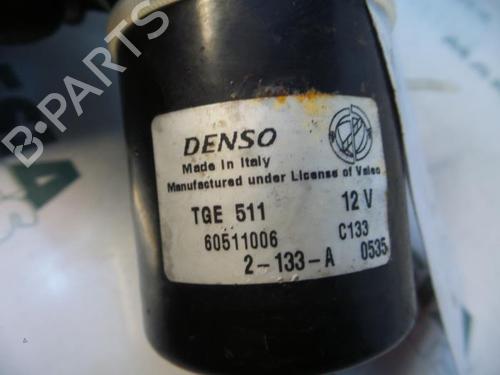 B-PARTS
DENSO
Made in Italy
Manufactured under License of Valeo
TGE 511 12 V
60511006 C133
2-133-A 0535